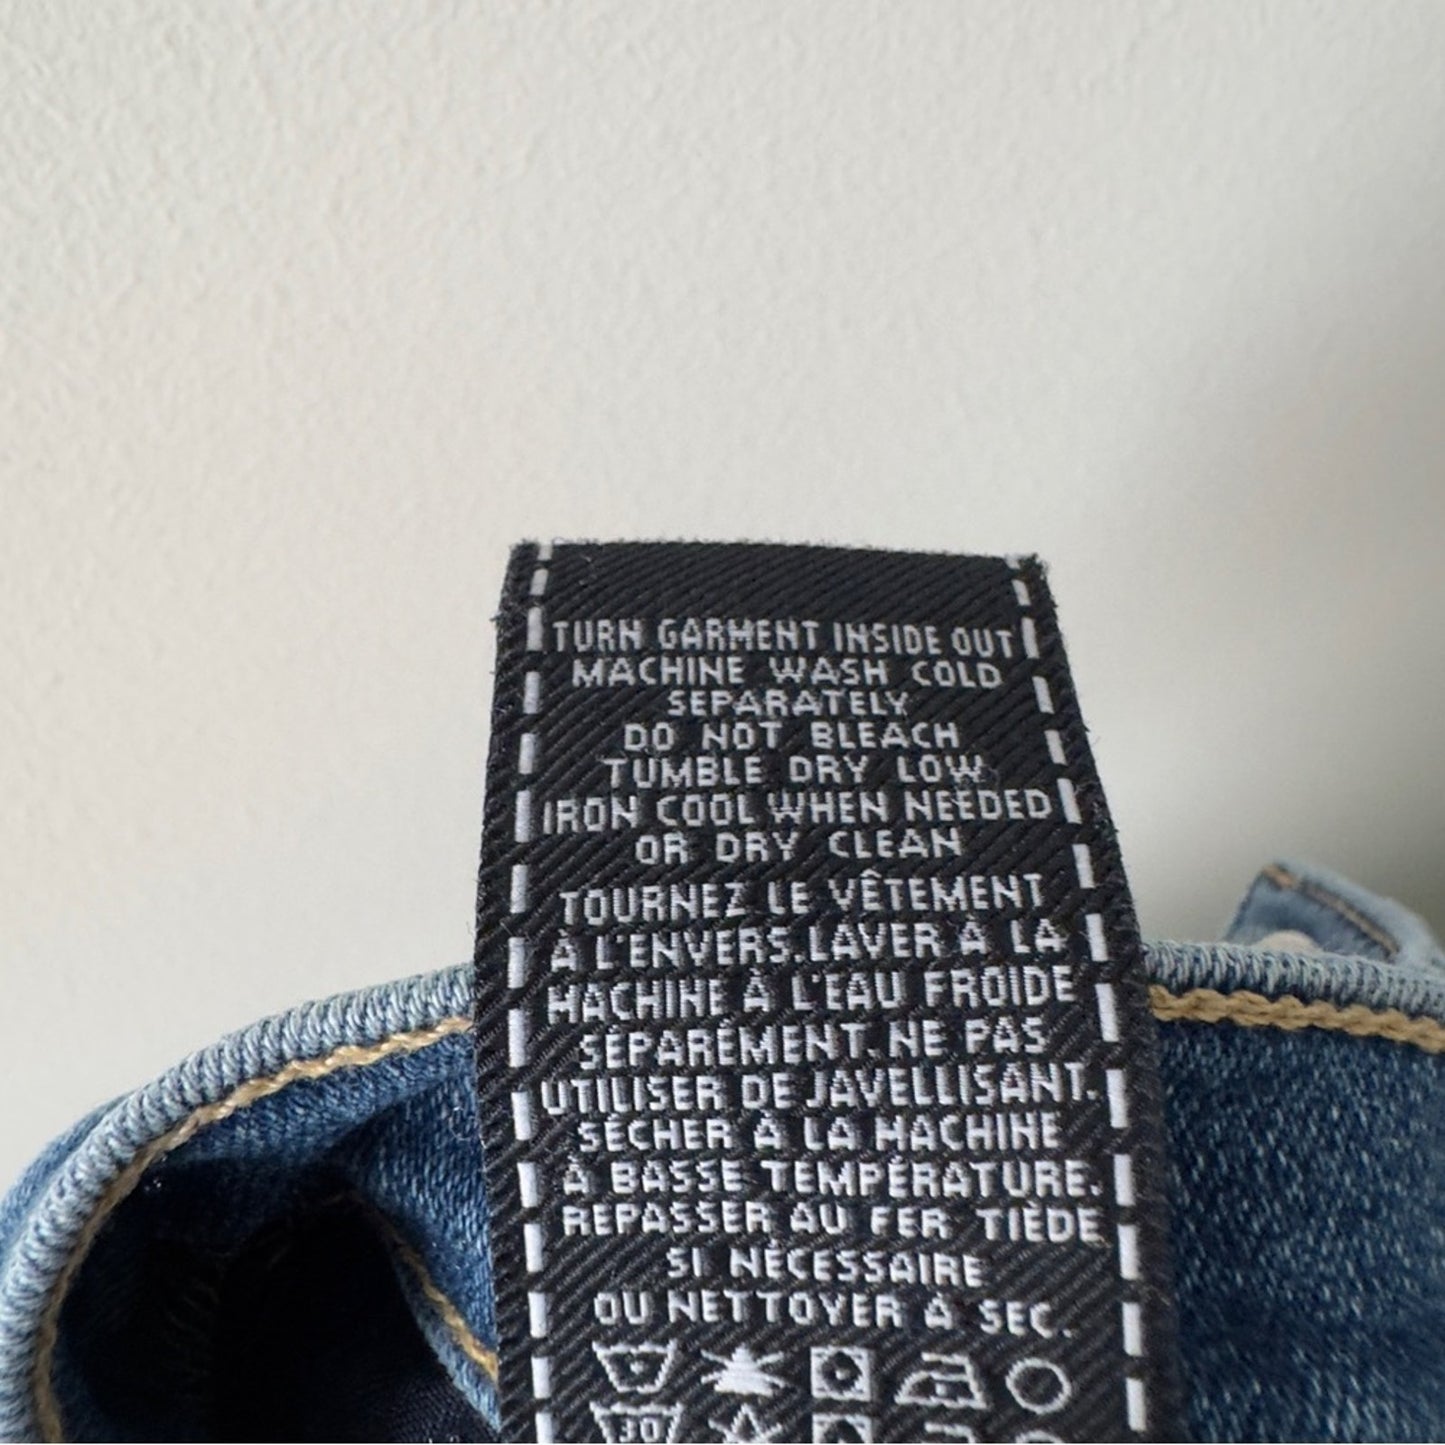 TURN GARMENT INSIDE OUT
MACHINE WASH COLD
SEPARATELY
DO NOT BLEACH
TUMBLE DRY LOW
IRON COOL WHEN NEEDED
OR DRY CLEAN
TOURNEZ LE VÊTEMENT
À L'ENVERS. LAVER À LA
MACHINE À L'EAU FROIDE
SÉPARÉMENT. NE PAS
UTILISER DE JAVELLISANT.
SÉCHER À LA MACHINE
À BASSE TEMPÉRATURE.
REPASSER AU FER TIÈDE
SI NÉCESSAIRE
OU NETTOYER À SEC.
30